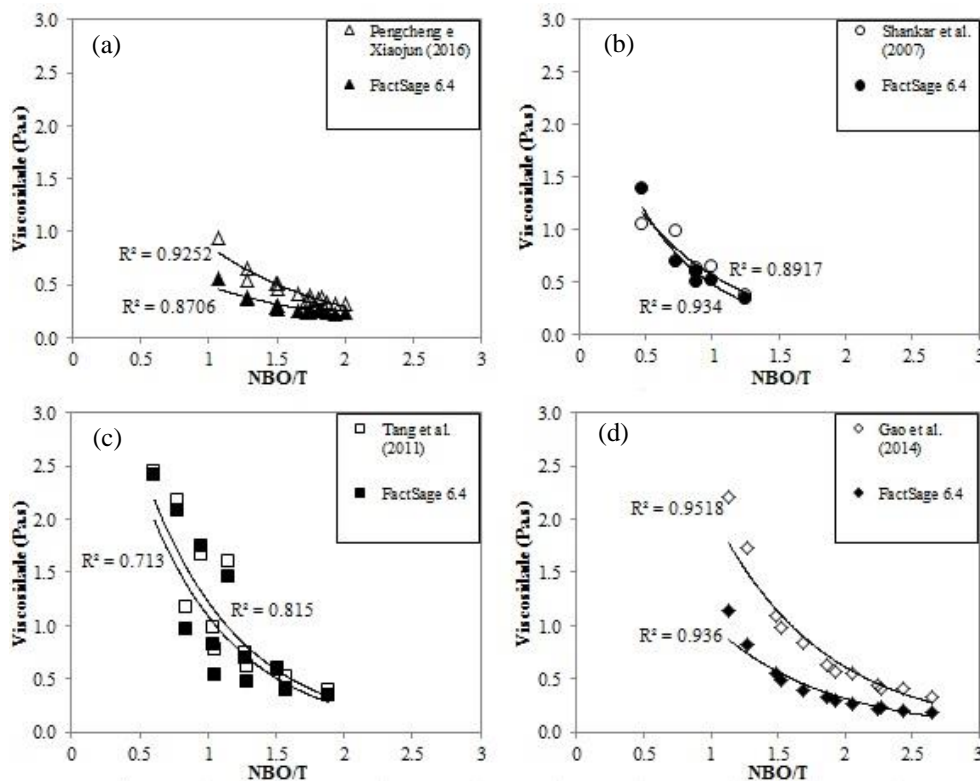 (a)
Pengcheng e
Xiaojun (2016)
FactSage 6.4
Viscosidade (Pa.s)
3.0
2.5
2.0
1.5
1.0
0.5
0.0
R² = 0.9252
R² = 0.8706
0
0.5
1
1.5
2
2.5
3
NBO/T
(b)
Shankar et al.
(2007)
FactSage 6.4
Viscosidade (Pa.s)
3.0
2.5
2.0
1.5
1.0
0.5
0.0
R² = 0.8917
R² = 0.934
0
0.5
1
1.5
2
2.5
3
NBO/T
(c)
Tang et al.
(2011)
FactSage 6.4
Viscosidade (Pa.s)
3.0
2.5
2.0
1.5
1.0
0.5
0.0
R² = 0.713
R² = 0.815
0
0.5
1
1.5
2
2.5
3
NBO/T
(d)
Gao et al.
(2014)
FactSage 6.4
Viscosidade (Pa.s)
3.0
2.5
2.0
1.5
1.0
0.5
0.0
R² = 0.9518
R² = 0.936
0
0.5
1
1.5
2
2.5
3
NBO/T